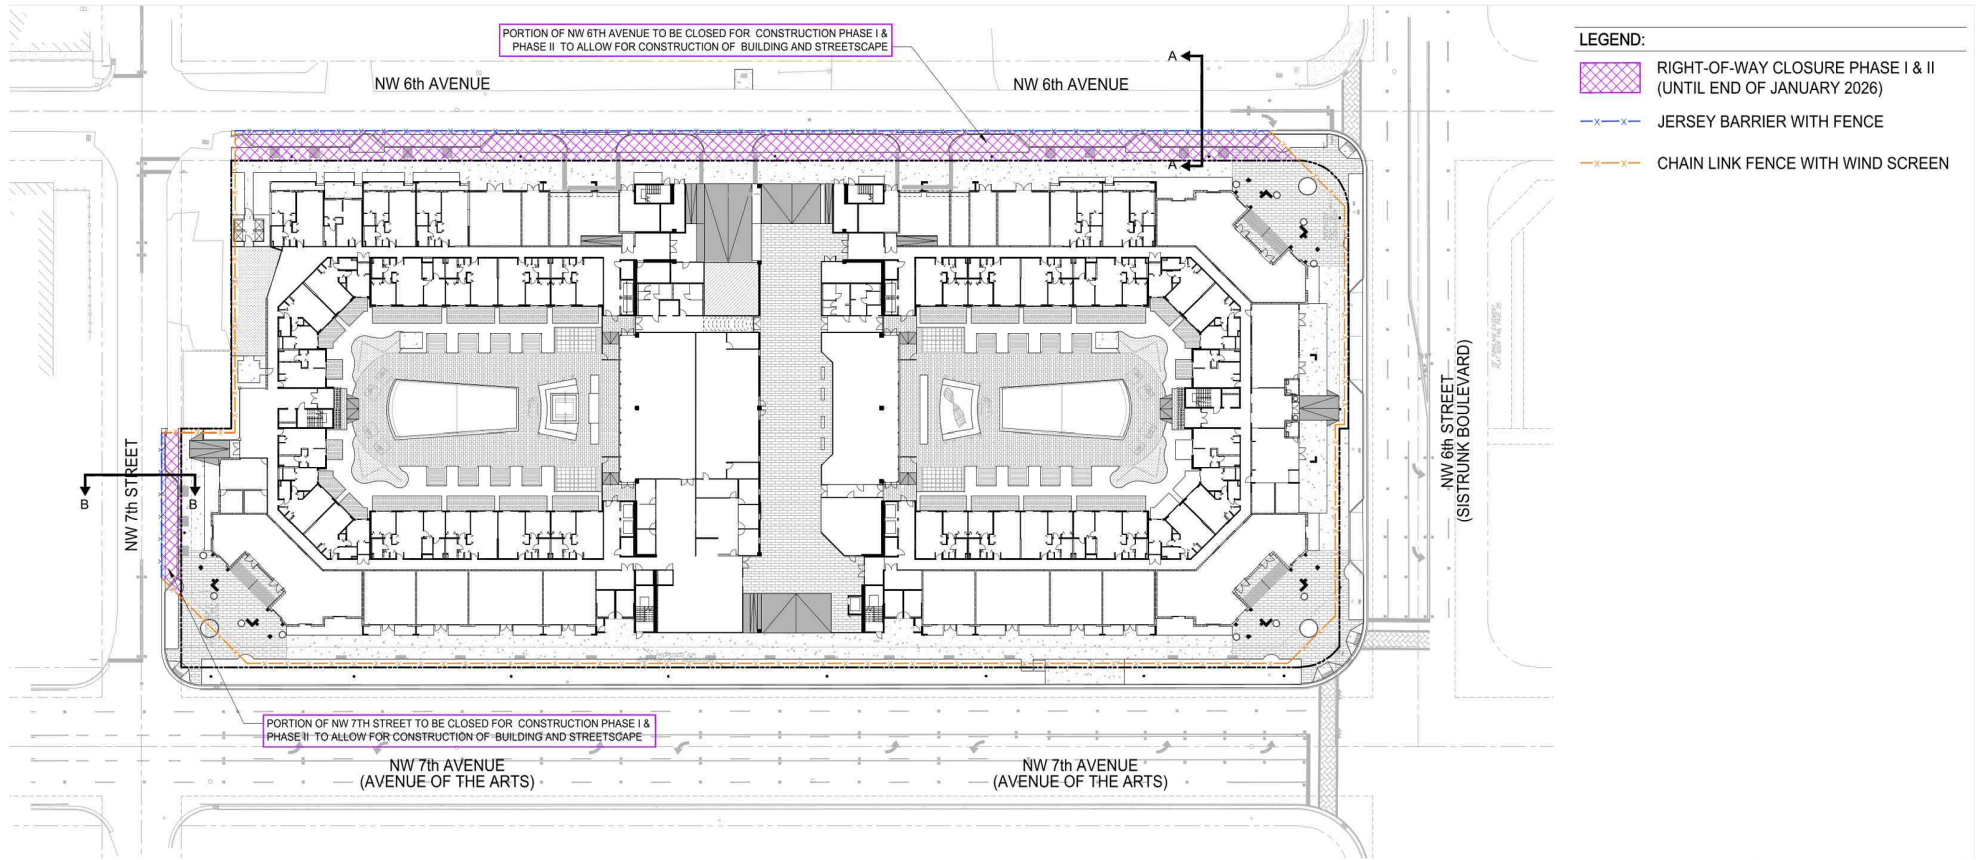 PORTION OF NW 6TH AVENUE TO BE CLOSED FOR CONSTRUCTION PHASE I &
PHASE II TO ALLOW FOR CONSTRUCTION OF BUILDING AND STREETSCAPE
NW 6th AVENUE
NW 6th AVENUE
A
A
LEGEND:
RIGHT-OF-WAY CLOSURE PHASE I & II
(UNTIL END OF JANUARY 2026)
JERSEY BARRIER WITH FENCE
CHAIN LINK FENCE WITH WIND SCREEN
NW 7th STREET
B
B
NW 6th STREET
(SISTRUNK BOULEVARD)
PORTION OF NW 7TH STREET TO BE CLOSED FOR CONSTRUCTION PHASE I &
PHASE II TO ALLOW FOR CONSTRUCTION OF BUILDING AND STREETSCAPE
NW 7th AVENUE
(AVENUE OF THE ARTS)
NW 7th AVENUE
(AVENUE OF THE ARTS)